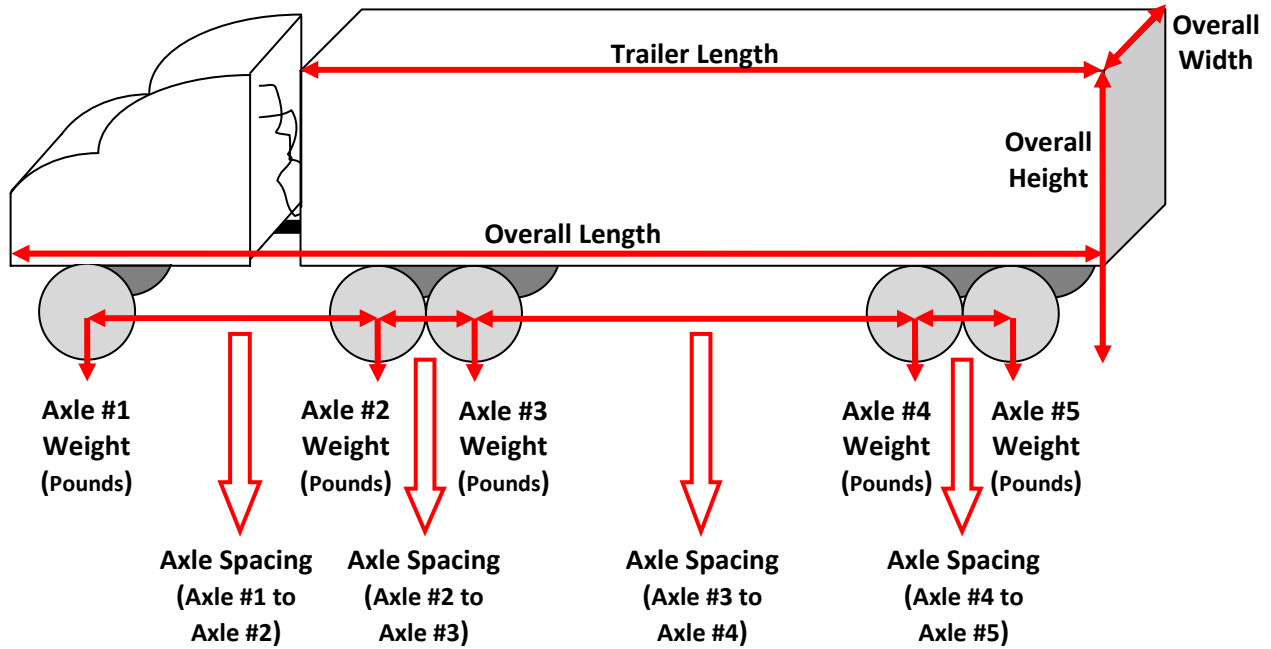 Overall
Width
Trailer Length
Overall
Height
Overall Length
Axle #1
Weight
(Pounds)
Axle #2
Weight
(Pounds)
Axle #3
Weight
(Pounds)
Axle #4
Weight
(Pounds)
Axle #5
Weight
(Pounds)
Axle Spacing
(Axle #1 to
Axle #2)
Axle Spacing
(Axle #2 to
Axle #3)
Axle Spacing
(Axle #3 to
Axle #4)
Axle Spacing
(Axle #4 to
Axle #5)